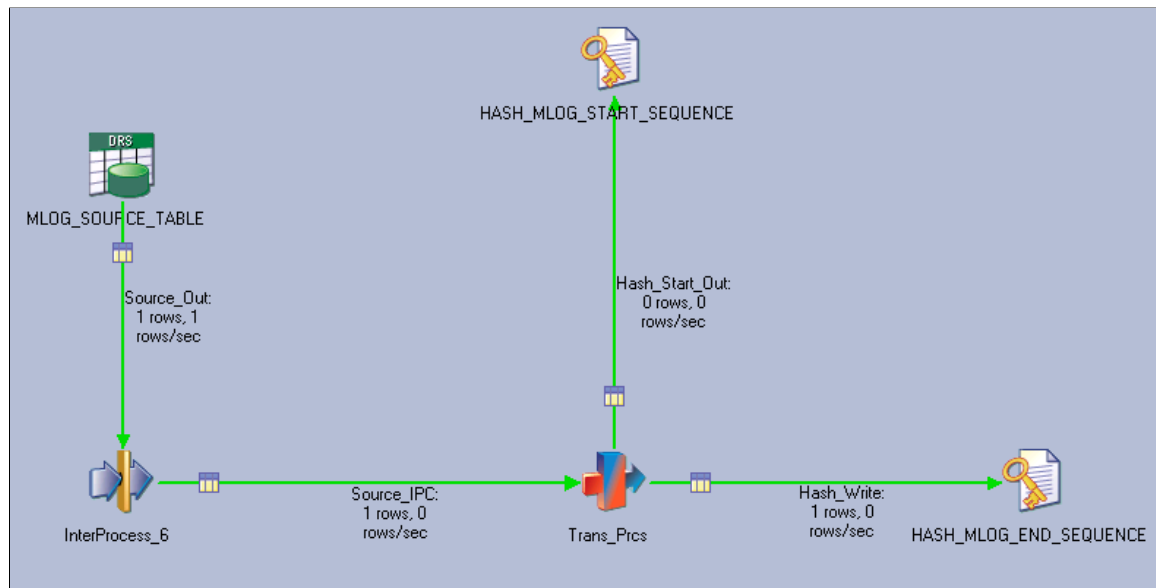 HASH_MLOG_START_SEQUENCE
DRS
MLOG_SOURCE_TABLE
Source_Out:
1 rows, 1
rows/sec
Hash_Start_Out:
0 rows, 0
rows/sec
InterProcess_6
Source_IPC:
1 rows, 0
rows/sec
Trans_Prcs
Hash_Write:
1 rows, 0
rows/sec
HASH_MLOG_END_SEQUENCE